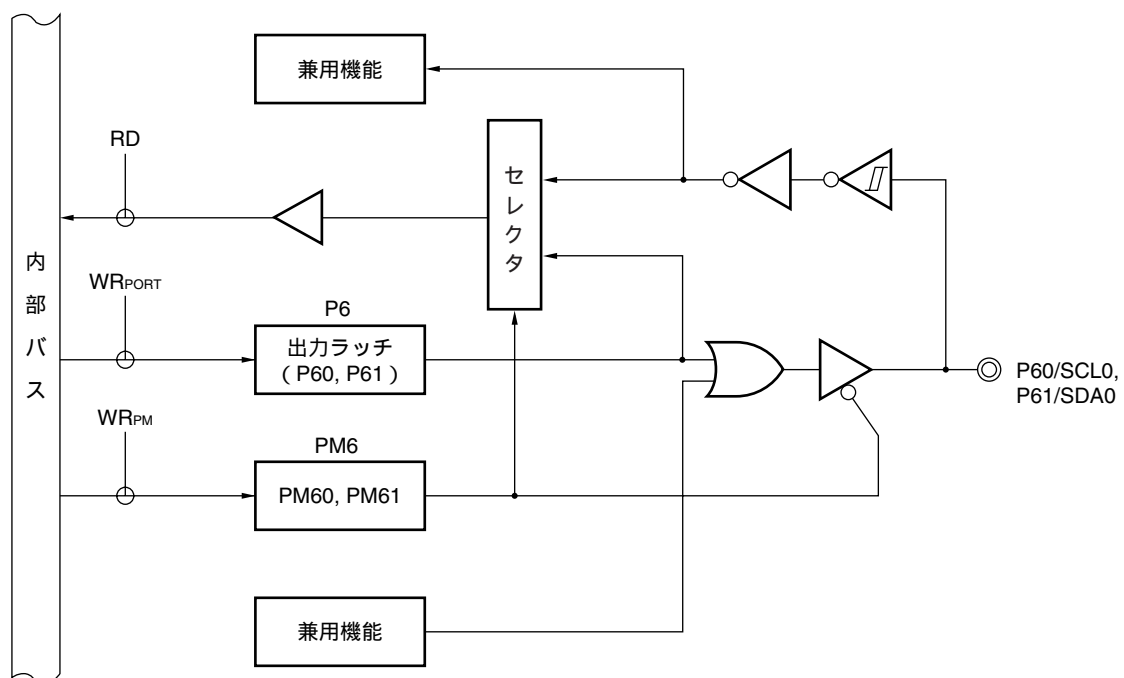 兼用機能
RD
セレクタ
内部バス
WRPORT
P6
出力ラッチ
（P60, P61）
P60/SCL0,
P61/SDA0
WRPM
PM6
PM60, PM61
兼用機能